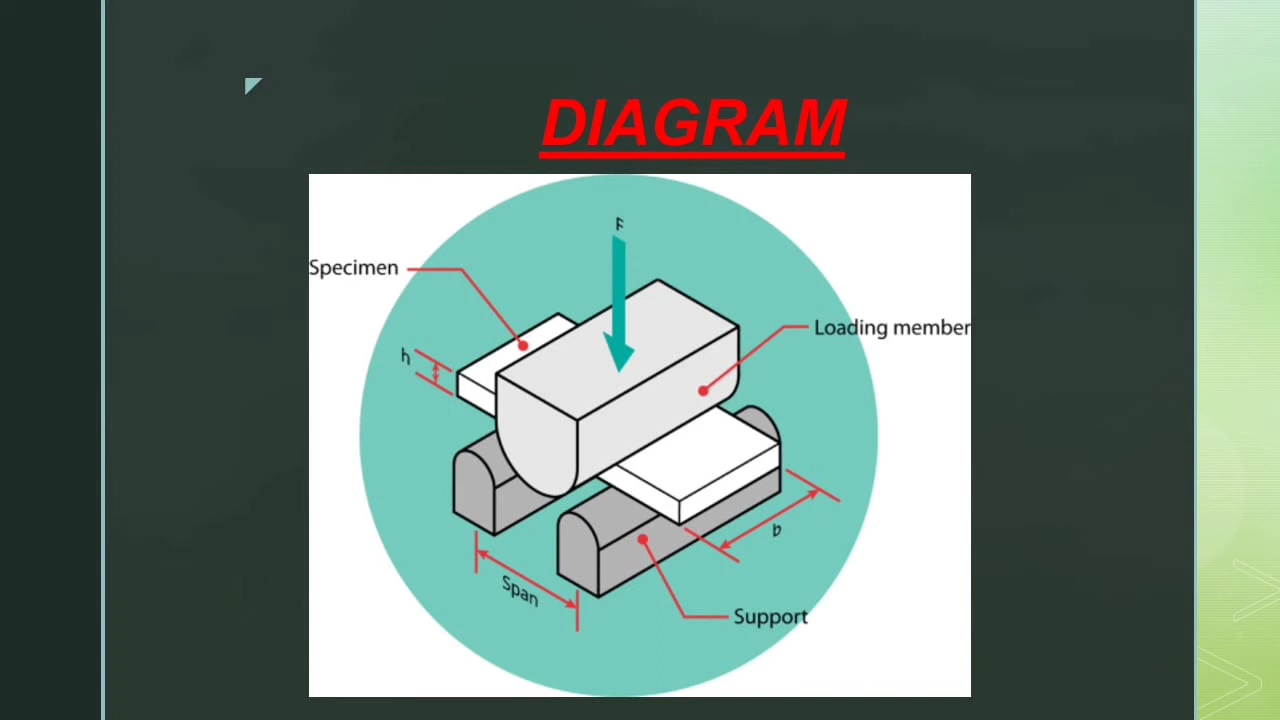 DIAGRAM
F
Specimen
Loading member
h
b
Span
Support